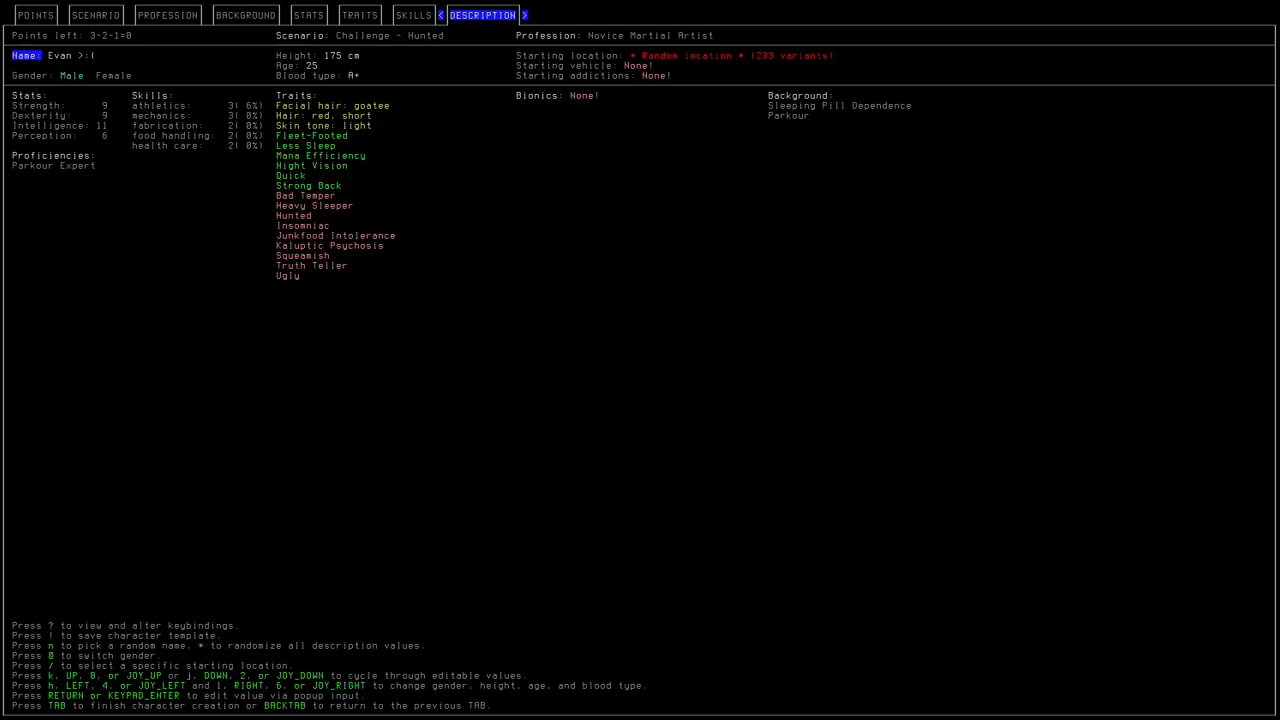 POINTS SCENARIO PROFESSION BACKGROUND STATS TRAITS SKILLS < DESCRIPTION >
Points left: 3-2-1=0 Scenario: Challenge - Hunted Profession: Novice Martial Artist
Name: Evan >:( Height: 175 cm Starting location: * Random location * (233 variants)
Age: 25 Starting vehicle: None!
Gender: Male Female Blood type: A+ Starting addictions: None!
Stats: Skills: Traits: Bionics: None! Background:
Strength: 9 athletics: 3( 6%) Facial hair: goatee Sleeping Pill Dependence
Dexterity: 9 mechanics: 3( 0%) Hair: red, short Parkour
Intelligence: 11 fabrication: 2( 0%) Skin tone: light
Perception: 6 food handling: 2( 0%) Fleet-Footed
health care: 2( 0%) Less Sleep
Proficiencies: Mana Efficiency
Parkour Expert Night Vision
Quick
Strong Back
Bad Temper
Heavy Sleeper
Hunted
Insomniac
Junkfood Intolerance
Kaluptic Psychosis
Squeamish
Truth Teller
Ugly
Press ? to view and alter keybindings.
Press ! to save character template.
Press n to pick a random name, * to randomize all description values.
Press @ to switch gender.
Press / to select a specific starting location.
Press k, UP, 8, or JOY_UP or j, DOWN, 2, or JOY_DOWN to cycle through editable values.
Press h, LEFT, 4, or JOY_LEFT and l, RIGHT, 6, or JOY_RIGHT to change gender, height, age, and blood type.
Press RETURN or KEYPAD_ENTER to edit value via popup input.
Press TAB to finish character creation or BACKTAB to return to the previous TAB.